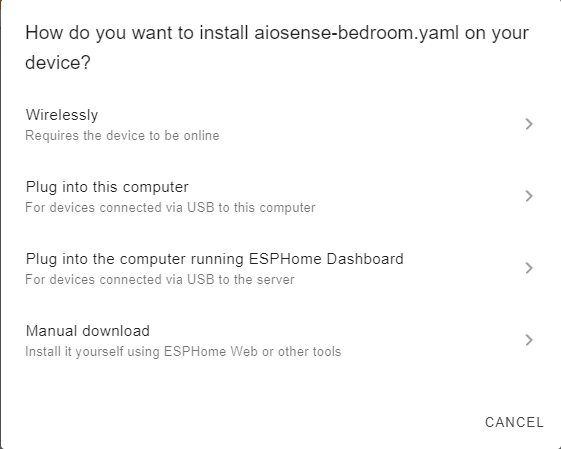 How do you want to install aiosense-bedroom.yaml on your
device?
Wirelessly
Requires the device to be online
Plug into this computer
For devices connected via USB to this computer
Plug into the computer running ESPHome Dashboard
For devices connected via USB to the server
Manual download
Install it yourself using ESPHome Web or other tools
CANCEL